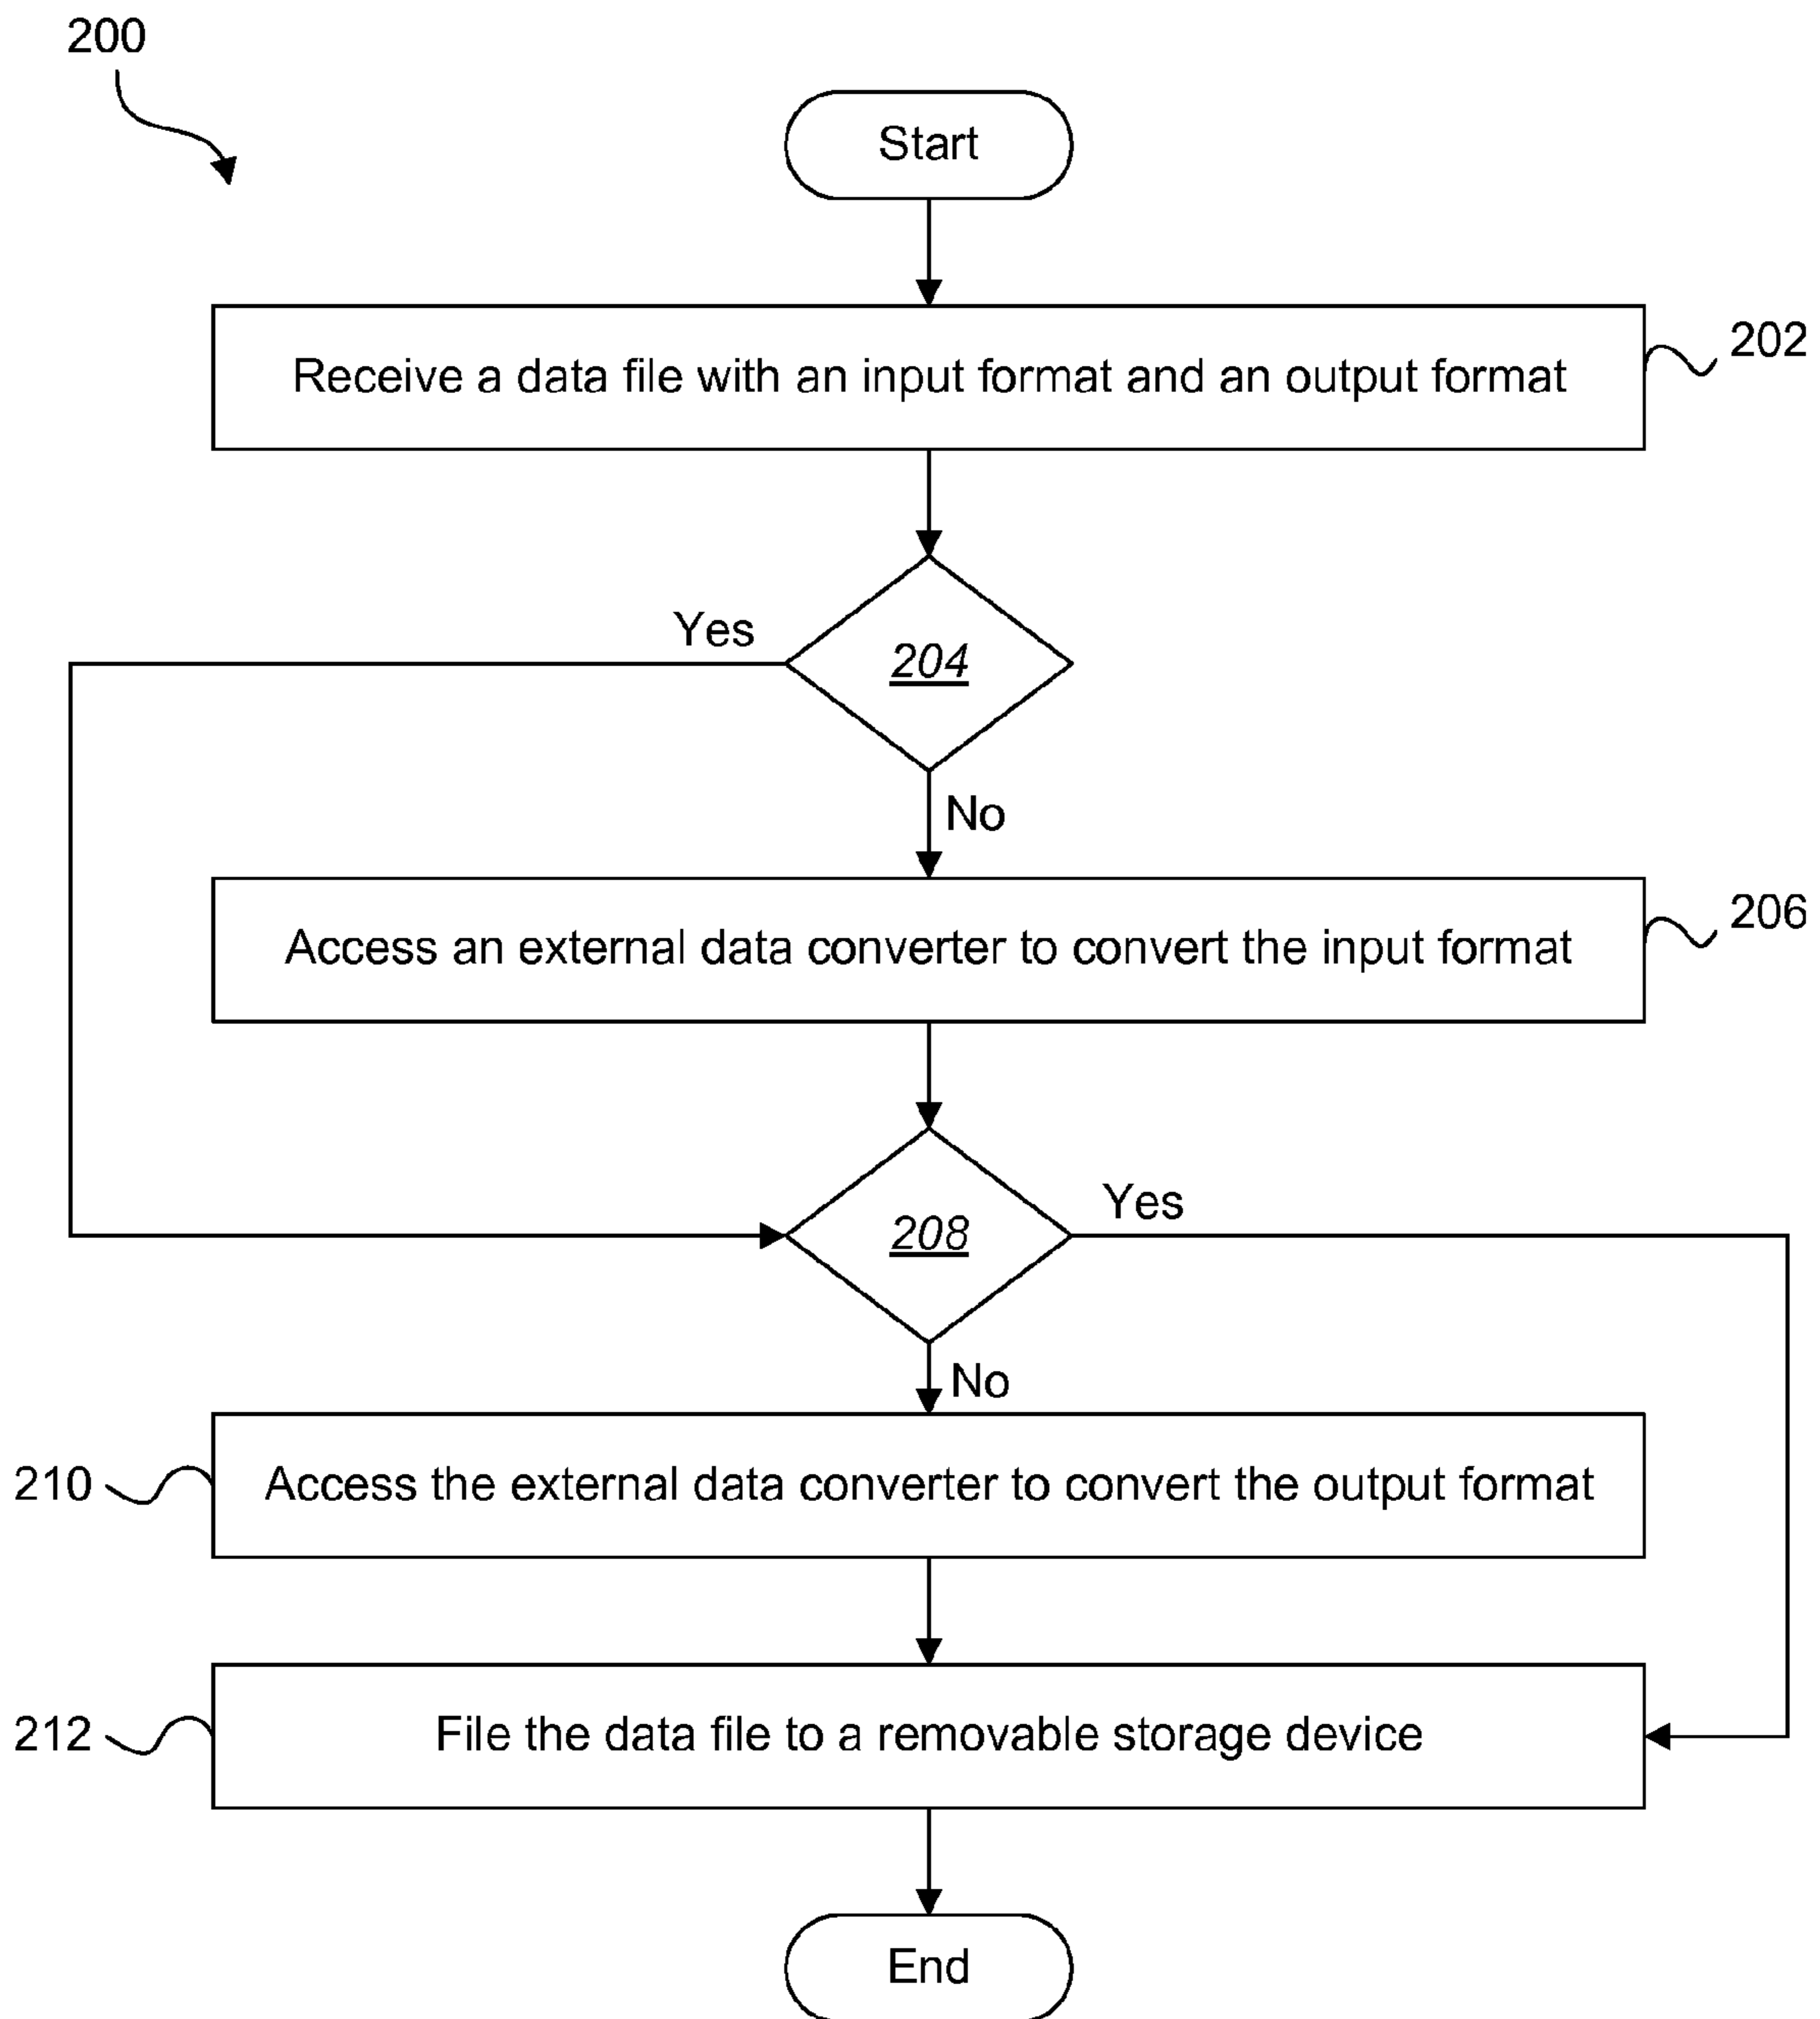 200
Start
Receive a data file with an input format and an output format
202
Yes
204
No
Access an external data converter to convert the input format
206
208
Yes
No
210
Access the external data converter to convert the output format
212
File the data file to a removable storage device
End